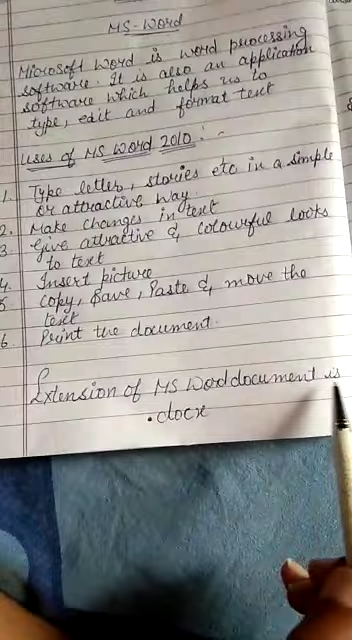 MS-Word
Microsoft Word is word processing
software. It is also an application
software which helps us to
type, edit and format text
Uses of MS Word 2010:-
1. Type letter, stories etc in a simple
or attractive way.
2. Make changes in text
3 Give attractive & colourful looks
to text
4. Insert picture
5 Copy, Save, Paste & move the
text
6. Print the document.
Extension of MS Word document is
.docx